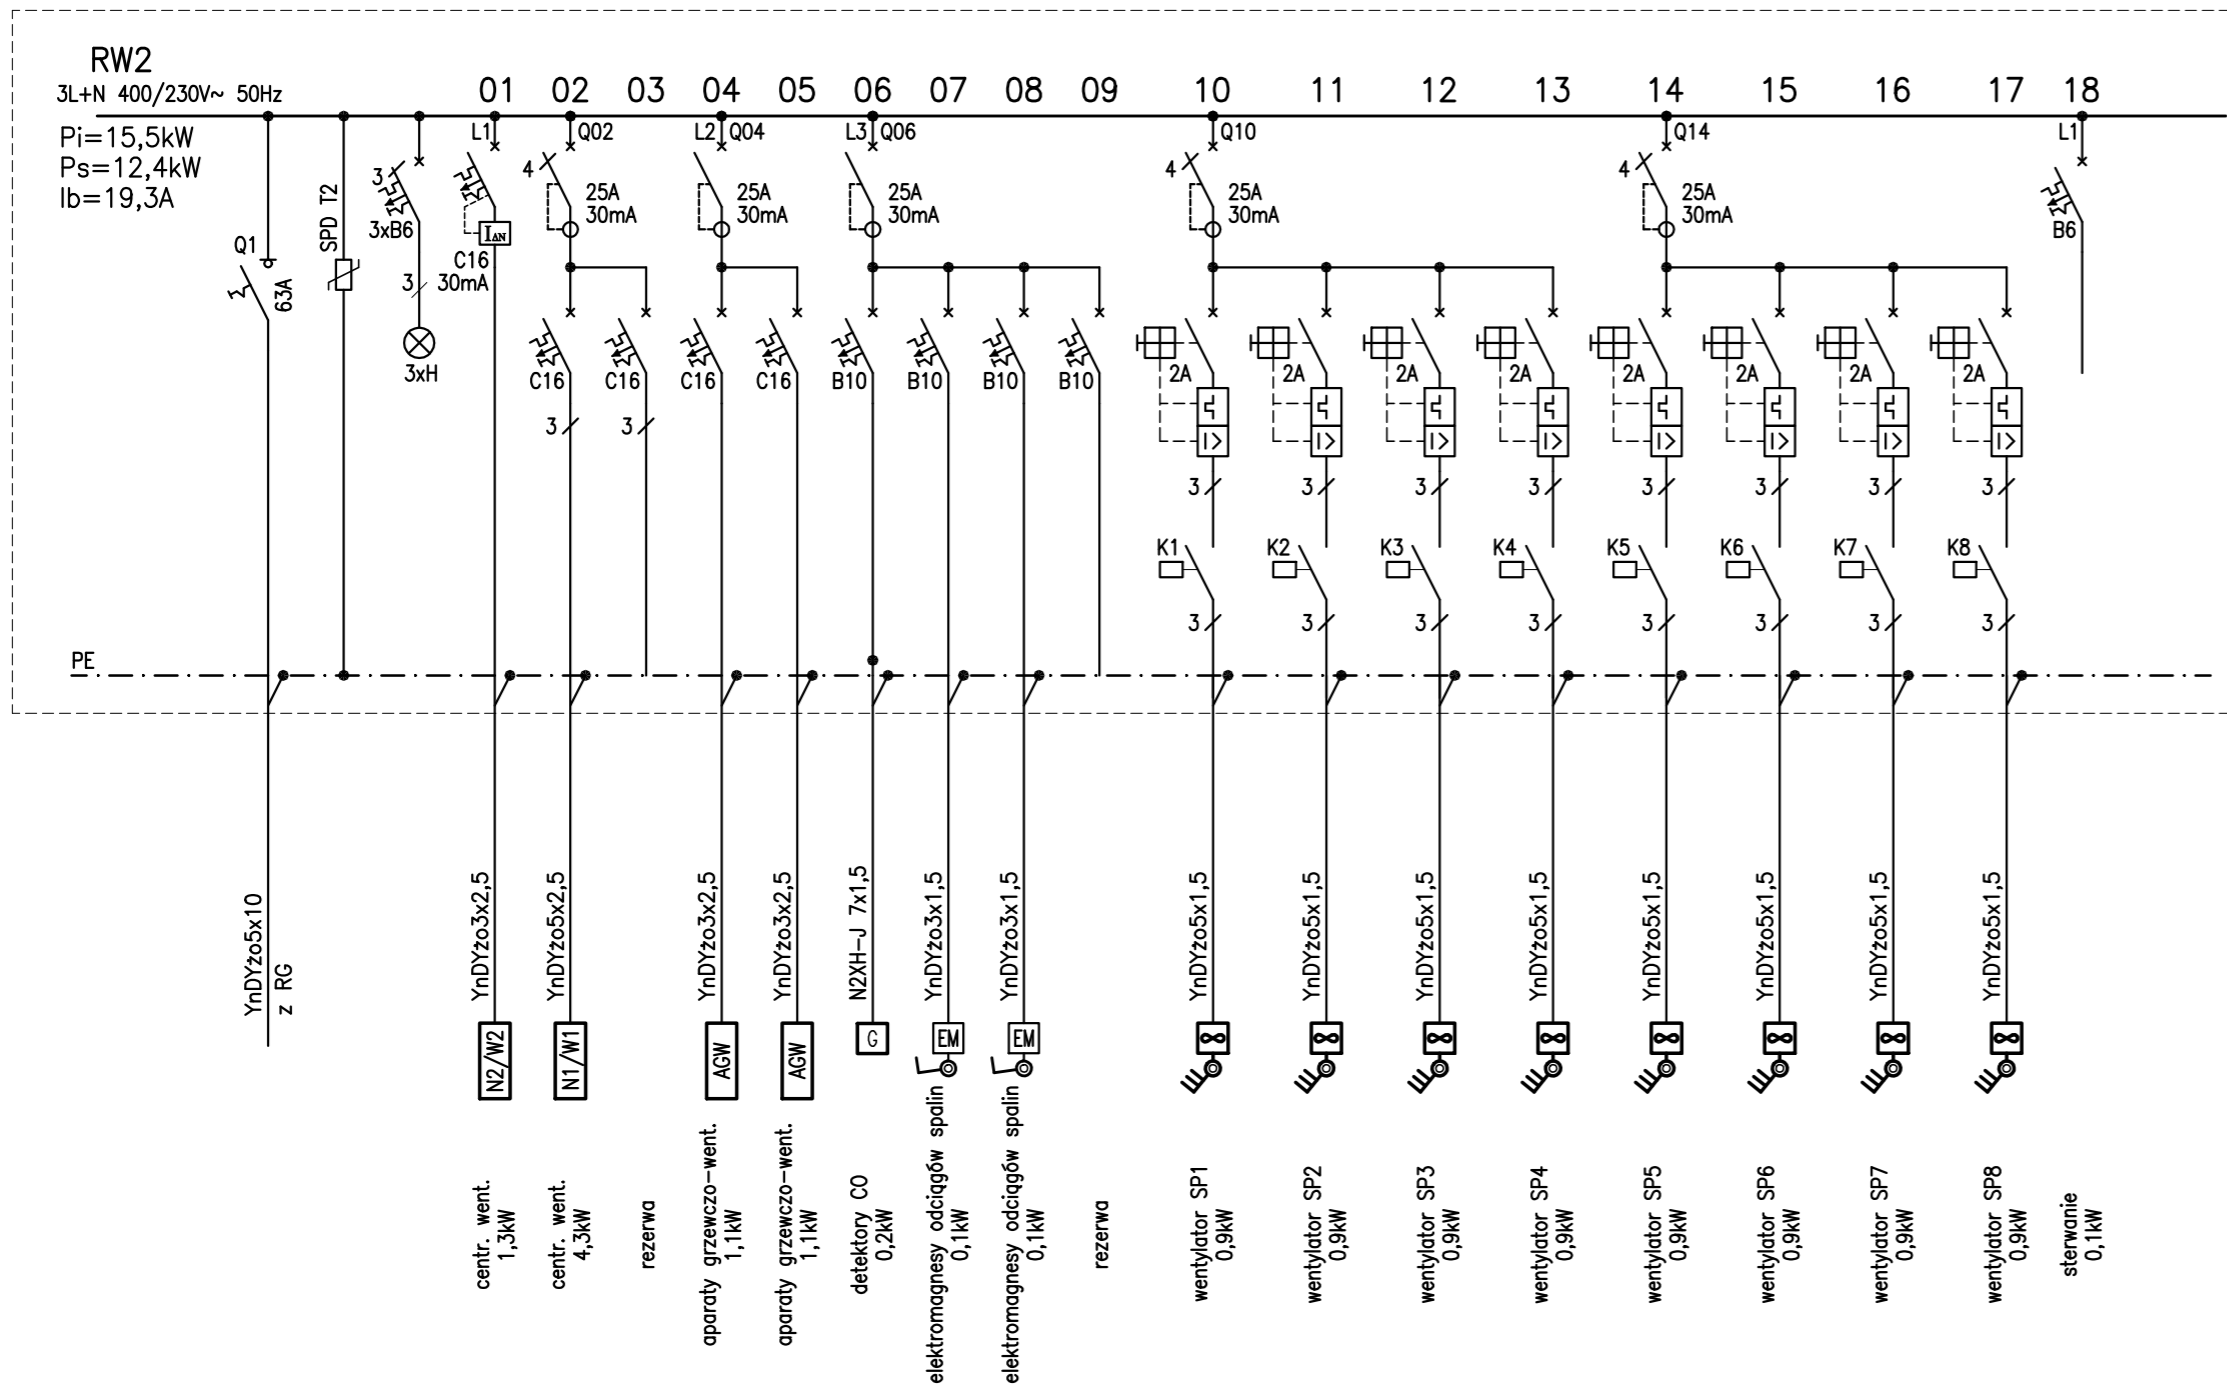 RW2
3L+N 400/230V~ 50Hz
Pi=15,5kW
Ps=12,4kW
Ib=19,3A
01 02 03 04 05 06 07 08 09 10 11 12 13 14 15 16 17 18
L1 Q02 L2 Q04 L3 Q06 Q10 Q14 L1
Q1
63A
SPD T2
3
3xB6
3
3xH
IΔN
C16
30mA
4
25A
30mA
25A
30mA
25A
30mA
4
25A
30mA
4
25A
30mA
B6
C16 C16 C16 C16 B10 B10 B10 B10
2A 2A 2A 2A 2A 2A 2A 2A
I> I> I> I> I> I> I> I>
3 3
3 3 3 3 3 3 3 3
K1 K2 K3 K4 K5 K6 K7 K8
3 3 3 3 3 3 3 3
PE
YnDYżo5x10
z RG
YnDYżo3x2,5
YnDYżo5x2,5
YnDYżo3x2,5
YnDYżo3x2,5
N2XH-J 7x1,5
YnDYżo3x1,5
YnDYżo3x1,5
YnDYżo5x1,5
YnDYżo5x1,5
YnDYżo5x1,5
YnDYżo5x1,5
YnDYżo5x1,5
YnDYżo5x1,5
YnDYżo5x1,5
YnDYżo5x1,5
N2/W2
N1/W1
AGW
AGW
G
EM
EM
centr. went.
1,3kW
centr. went.
4,3kW
rezerwa
aparaty grzewczo-went.
1,1kW
aparaty grzewczo-went.
1,1kW
detektory CO
0,2kW
elektromagnesy odciągów spalin
0,1kW
elektromagnesy odciągów spalin
0,1kW
rezerwa
wentylator SP1
0,9kW
wentylator SP2
0,9kW
wentylator SP3
0,9kW
wentylator SP4
0,9kW
wentylator SP5
0,9kW
wentylator SP6
0,9kW
wentylator SP7
0,9kW
wentylator SP8
0,9kW
sterwanie
0,1kW